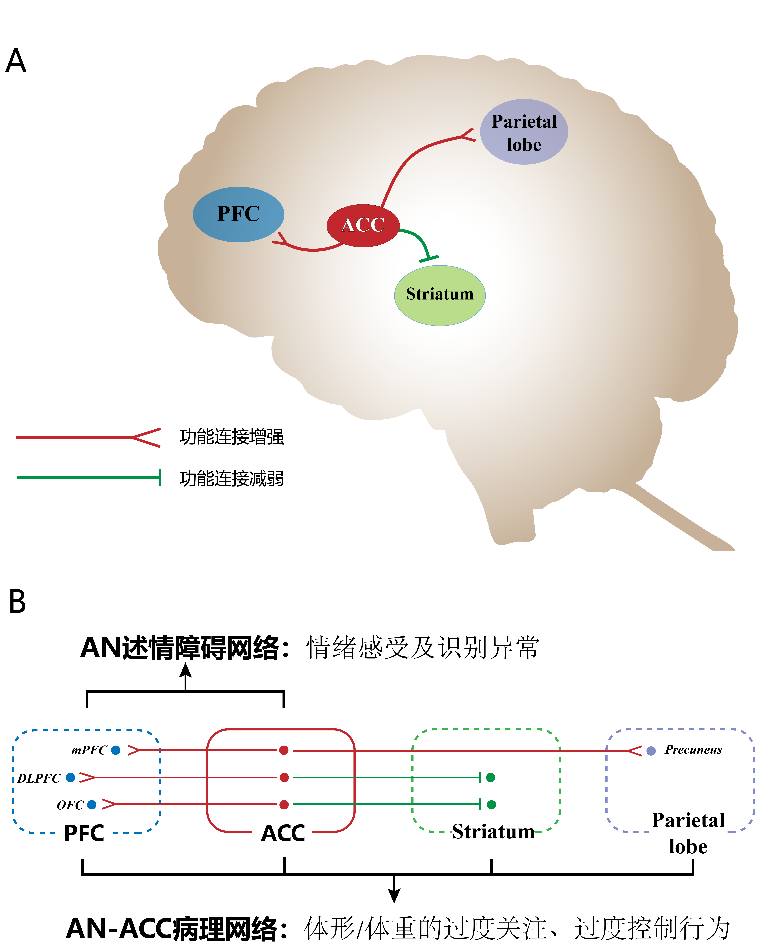 A
Parietal
lobe
PFC
ACC
Striatum
功能连接增强
功能连接减弱
B
AN述情障碍网络：情绪感受及识别异常
mPFC
Precuneus
DLPFC
OFC
PFC
ACC
Striatum
Parietal
lobe
AN-ACC病理网络：体形/体重的过度关注、过度控制行为